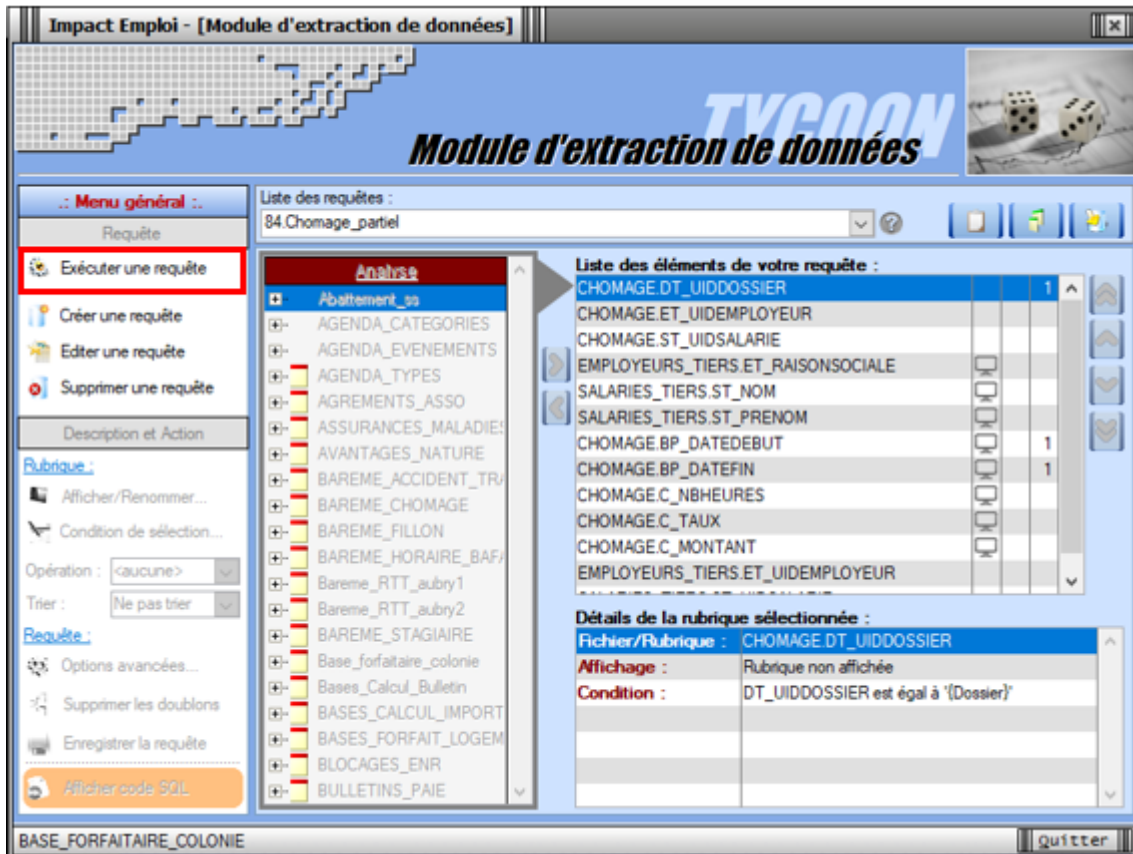 Impact Emploi - [Module d'extraction de données]
TYCOON
Module d'extraction de données
.: Menu général :.
Requête
Exécuter une requête
Créer une requête
Editer une requête
Supprimer une requête
Description et Action
Rubrique :
Afficher/Renommer...
Condition de sélection...
Opération : <aucune>
Trier : Ne pas trier
Requête :
Options avancées...
Supprimer les doublons
Enregistrer la requête
Afficher code SQL
Liste des requêtes :
84.Chomage_partiel
Analyse
Abattement_ss
AGENDA_CATEGORIES
AGENDA_EVENEMENTS
AGENDA_TYPES
AGREMENTS_ASSO
ASSURANCES_MALADIES
AVANTAGES_NATURE
BAREME_ACCIDENT_TRA
BAREME_CHOMAGE
BAREME_FILLON
BAREME_HORAIRE_BAFA
Bareme_RTT_aubry1
Bareme_RTT_aubry2
BAREME_STAGIAIRE
Base_forfaitaire_colonie
Bases_Calcul_Bulletin
BASES_CALCUL_IMPORT
BASES_FORFAIT_LOGEM
BLOCAGES_ENR
BULLETINS_PAIE
Liste des éléments de votre requête :
CHOMAGE.DT_UIDDOSSIER 1
CHOMAGE.ET_UIDEMPLOYEUR
CHOMAGE.ST_UIDSALARIE
EMPLOYEURS_TIERS.ET_RAISONSOCIALE
SALARIES_TIERS.ST_NOM
SALARIES_TIERS.ST_PRENOM
CHOMAGE.BP_DATEDEBUT 1
CHOMAGE.BP_DATEFIN 1
CHOMAGE.C_NBHEURES
CHOMAGE.C_TAUX
CHOMAGE.C_MONTANT
EMPLOYEURS_TIERS.ET_UIDEMPLOYEUR
Détails de la rubrique sélectionnée :
Fichier/Rubrique : CHOMAGE.DT_UIDDOSSIER
Affichage : Rubrique non affichée
Condition : DT_UIDDOSSIER est égal à '{Dossier}'
BASE_FORFAITAIRE_COLONIE
Quitter